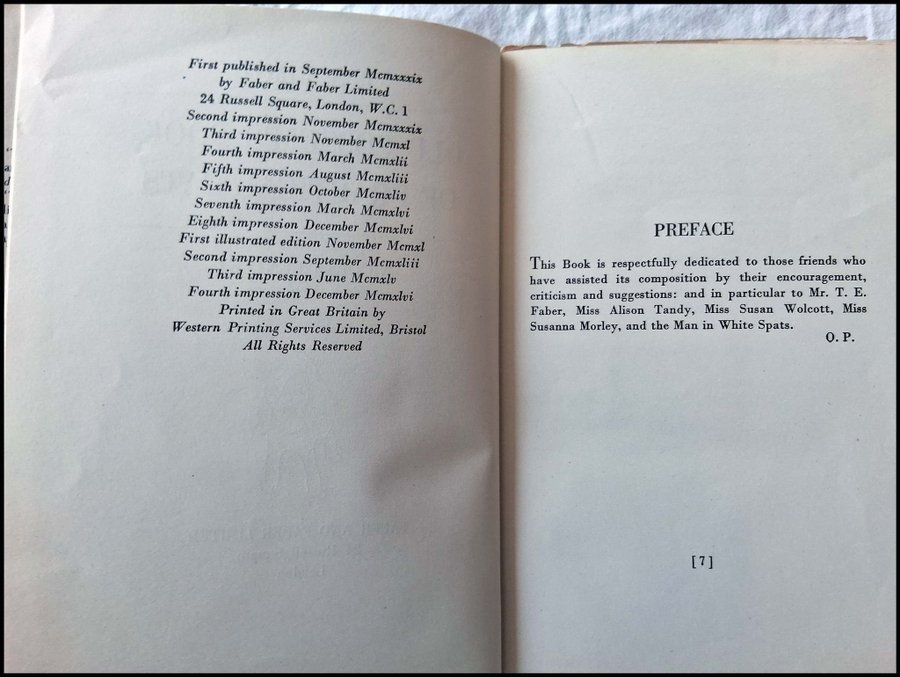 First published in September Mcmxxxix
by Faber and Faber Limited
24 Russell Square, London, W.C. 1
Second impression November Mcmxxxix
Third impression November Mcmxl
Fourth impression March Mcmxlii
Fifth impression August Mcmxliii
Sixth impression October Mcmxliv
Seventh impression March Mcmxlvi
Eighth impression December Mcmxlvi
First illustrated edition November Mcmxl
Second impression September Mcmxliii
Third impression June Mcmxlv
Fourth impression December Mcmxlvi
Printed in Great Britain by
Western Printing Services Limited, Bristol
All Rights Reserved
PREFACE
This Book is respectfully dedicated to those friends who
have assisted its composition by their encouragement,
criticism and suggestions: and in particular to Mr. T. E.
Faber, Miss Alison Tandy, Miss Susan Wolcott, Miss
Susanna Morley, and the Man in White Spats.
O. P.
[ 7 ]